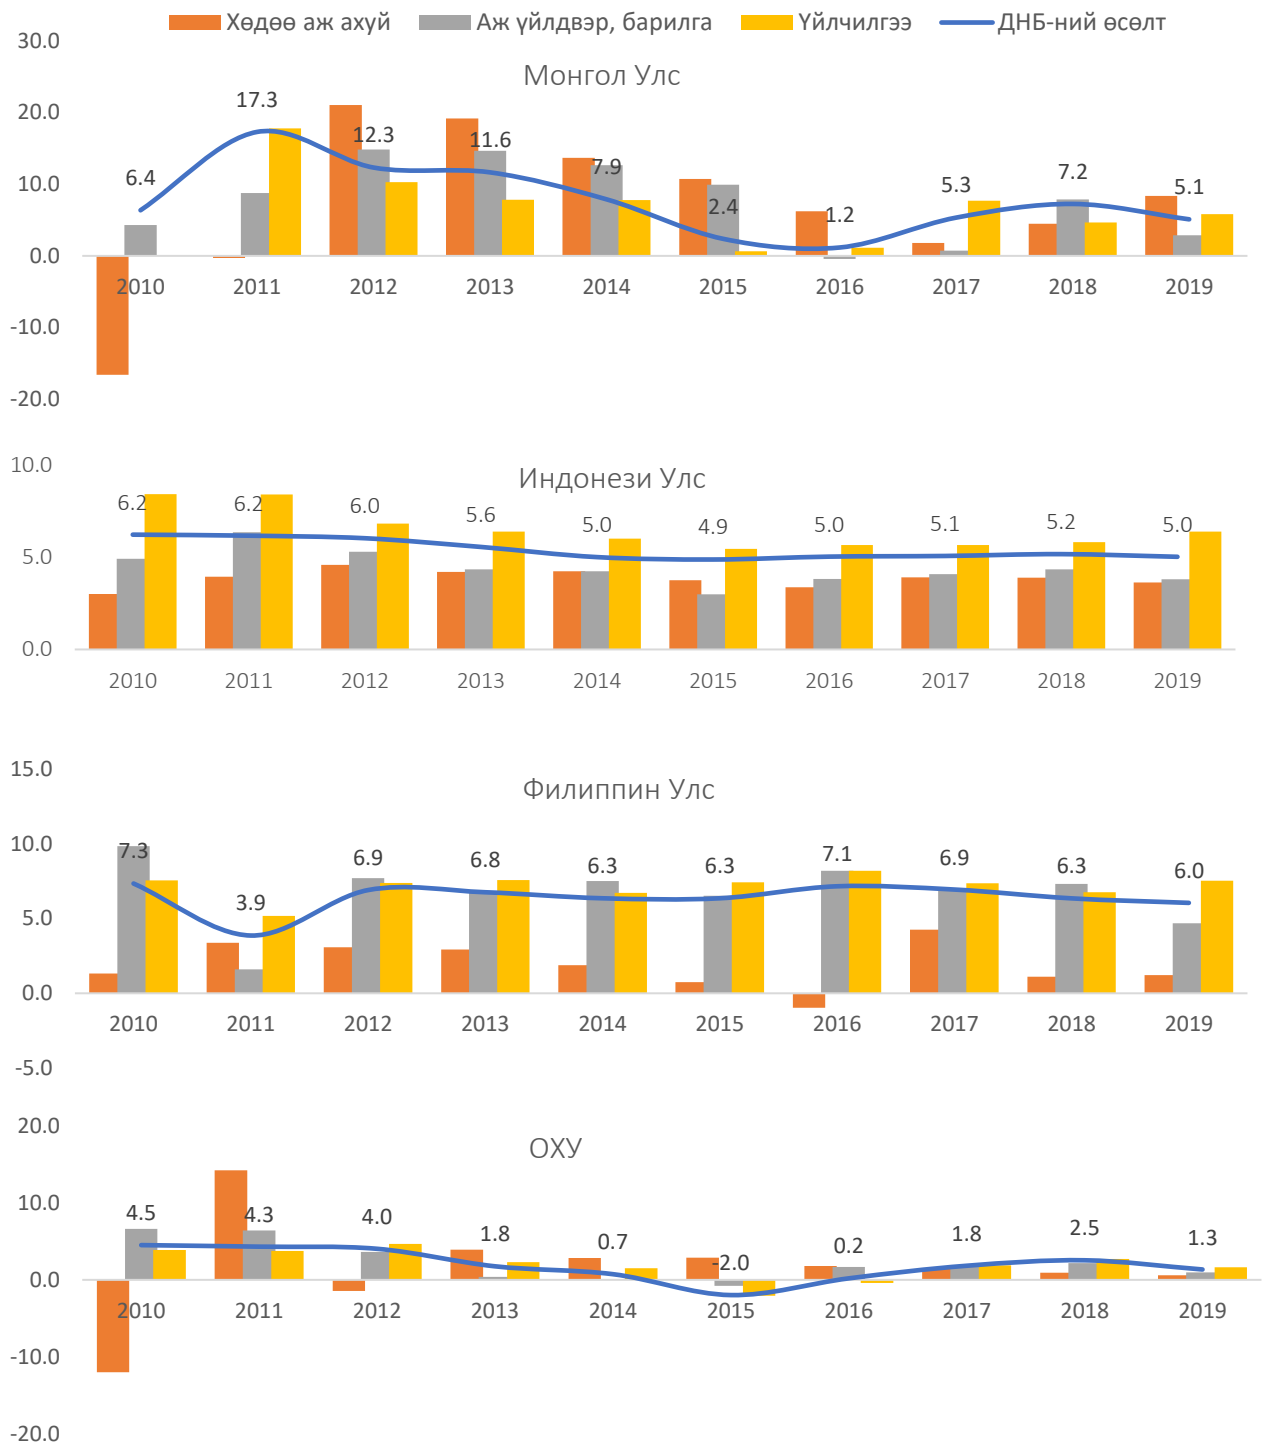 Хөдөө аж ахуй Аж үйлдвэр, барилга Үйлчилгээ ДНБ-ний өсөлт
30.0
Монгол Улс
20.0
17.3
12.3
11.6
7.9
10.0
6.4
2.4
1.2
5.3
7.2
5.1
0.0
2010 2011 2012 2013 2014 2015 2016 2017 2018 2019
-10.0
-20.0
10.0
Индонези Улс
6.2 6.2 6.0 5.6 5.0 4.9 5.0 5.1 5.2 5.0
5.0
0.0
2010 2011 2012 2013 2014 2015 2016 2017 2018 2019
15.0
Филиппин Улс
10.0
7.3 3.9 6.9 6.8 6.3 6.3 7.1 6.9 6.3 6.0
5.0
0.0
2010 2011 2012 2013 2014 2015 2016 2017 2018 2019
-5.0
20.0
ОХУ
10.0
4.5 4.3 4.0 1.8 0.7 -2.0 0.2 1.8 2.5 1.3
0.0
2010 2011 2012 2013 2014 2015 2016 2017 2018 2019
-10.0
-20.0